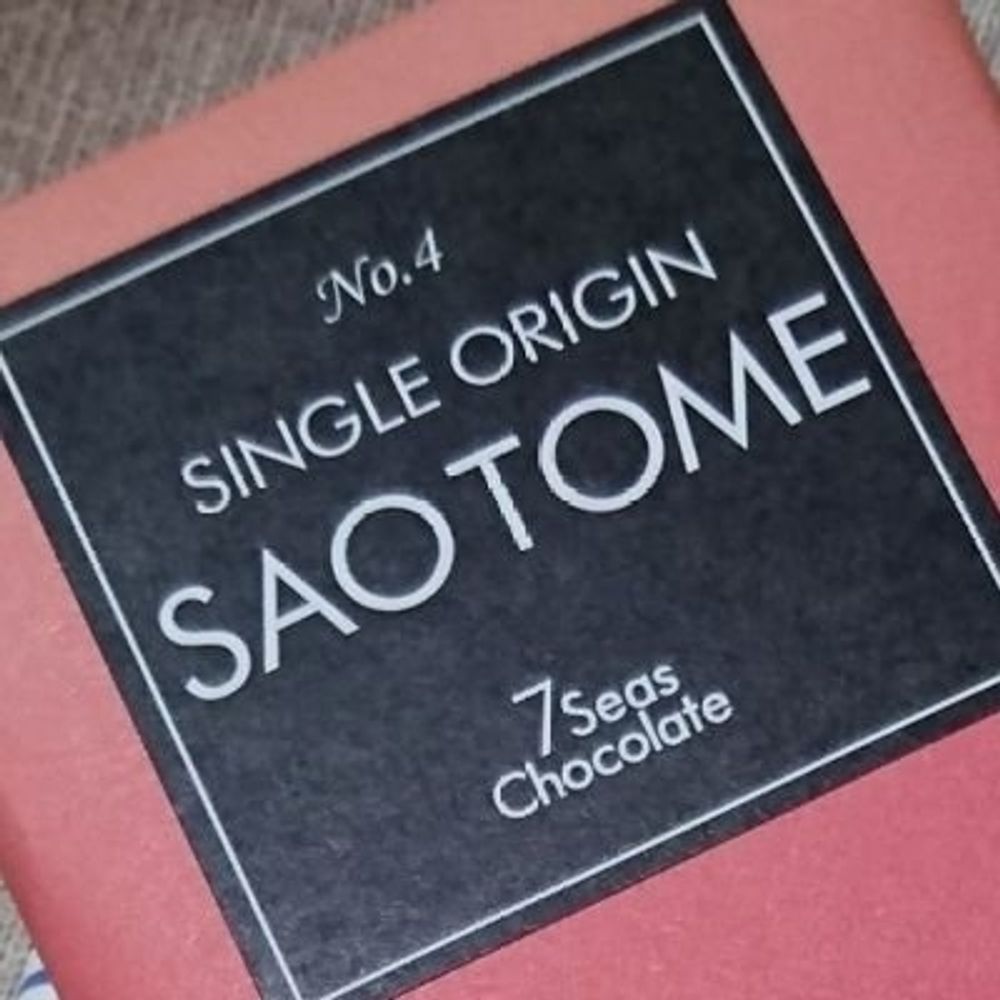 No.4
SINGLE ORIGIN
SAO TOME
7Seas
Chocolate